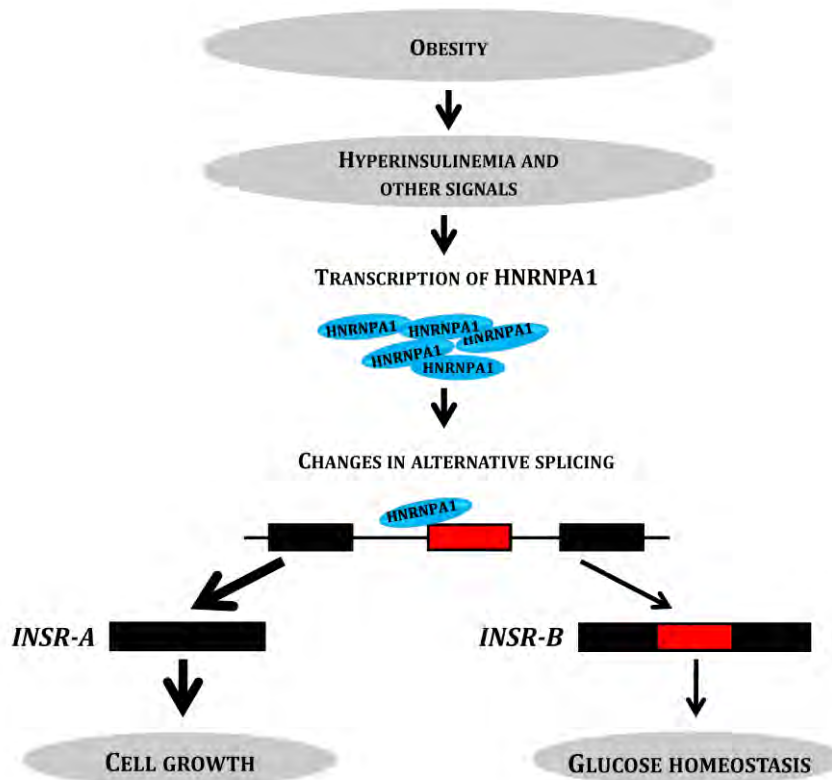 OBESITY
HYPERINSULINEMIA AND
OTHER SIGNALS
TRANSCRIPTION OF HNRNPA1
HNRNPA1
HNRNPA1
HNRNPA1
HNRNPA1
HNRNPA1
CHANGES IN ALTERNATIVE SPLICING
HNRNPA1
INSR-A
INSR-B
CELL GROWTH
GLUCOSE HOMEOSTASIS